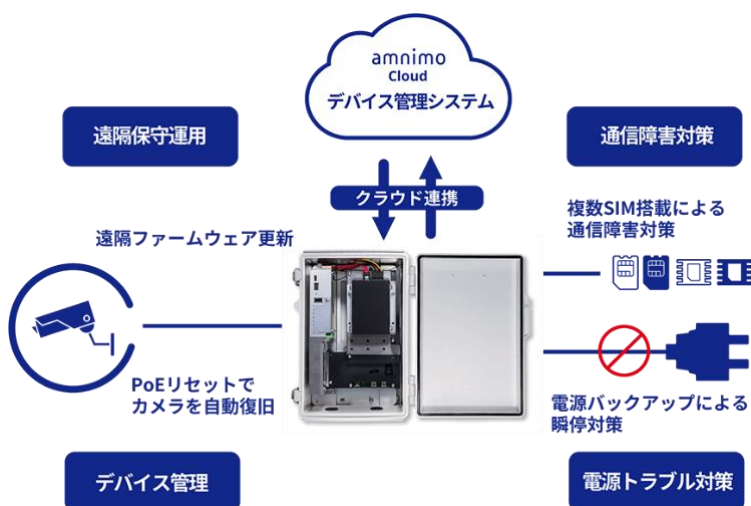 amnimo
Cloud
デバイス管理システム
遠隔保守運用
通信障害対策
クラウド連携
複数SIM搭載による
通信障害対策
遠隔ファームウェア更新
PoEリセットで
カメラを自動復旧
電源バックアップによる
瞬停対策
デバイス管理
電源トラブル対策